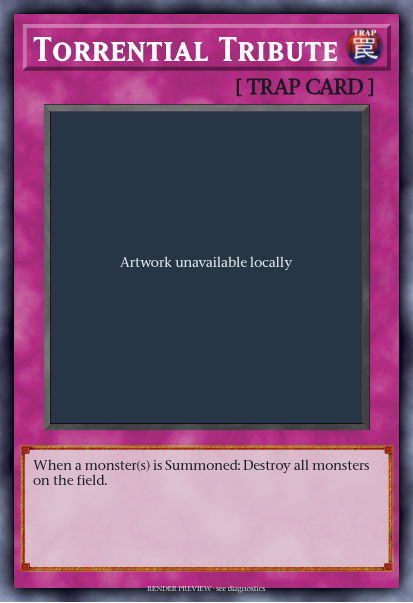 Torrential Tribute
TRAP
罠
[ TRAP CARD ]
Artwork unavailable locally
When a monster(s) is Summoned: Destroy all monsters
on the field.
RENDER PREVIEW - see diagnostics